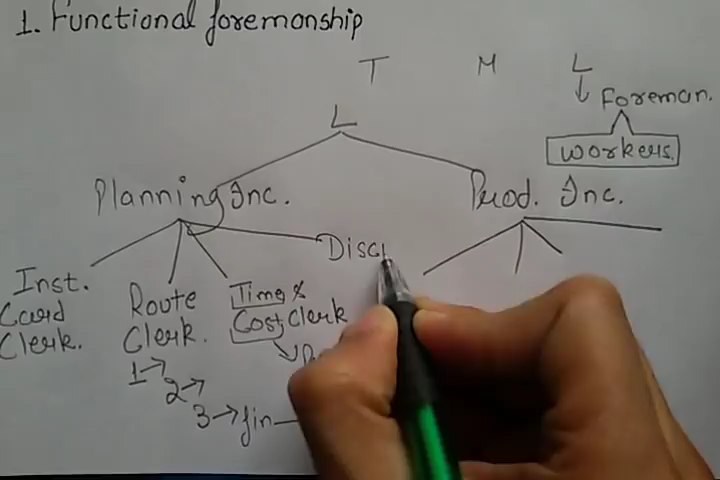 1. Functional foremonship
T M L
Foreman.
workers.
L
Planning Inc. Prod. Inc.
Disci
Inst.
Card
Clerk.
Route
Clerk.
Time &
Cost Clerk
1→
2→
3→fin